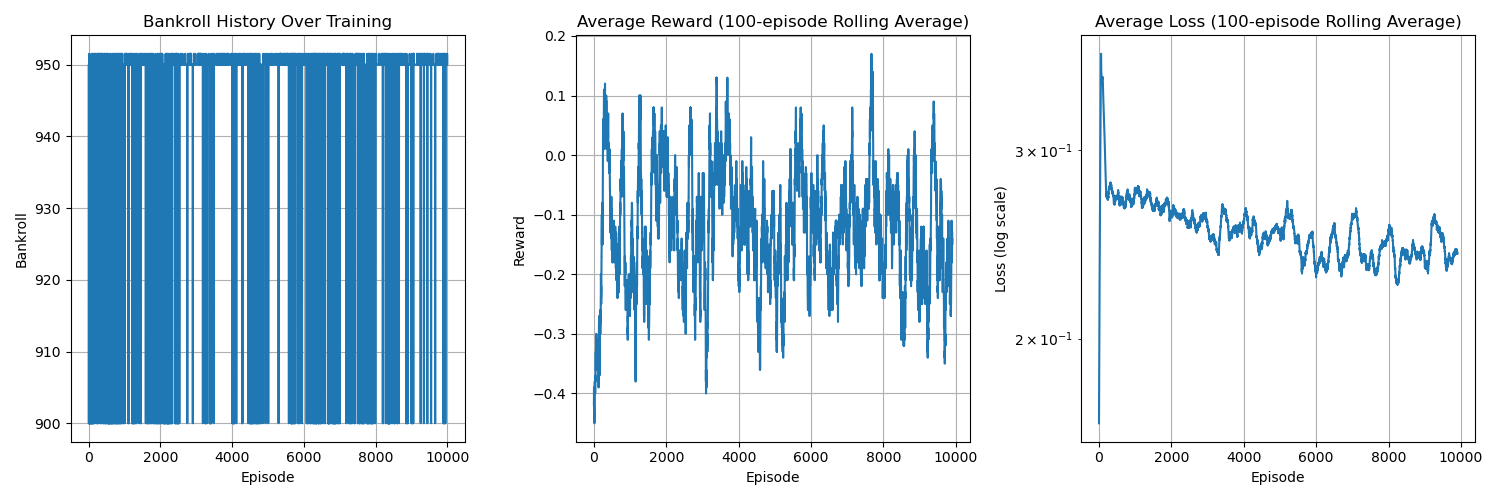 Bankroll History Over Training
Bankroll
950
940
930
920
910
900
0 2000 4000 6000 8000 10000
Episode
Average Reward (100-episode Rolling Average)
Reward
0.2
0.1
0.0
−0.1
−0.2
−0.3
−0.4
0 2000 4000 6000 8000 10000
Episode
Average Loss (100-episode Rolling Average)
Loss (log scale)
3 × 10⁻¹
2 × 10⁻¹
0 2000 4000 6000 8000 10000
Episode